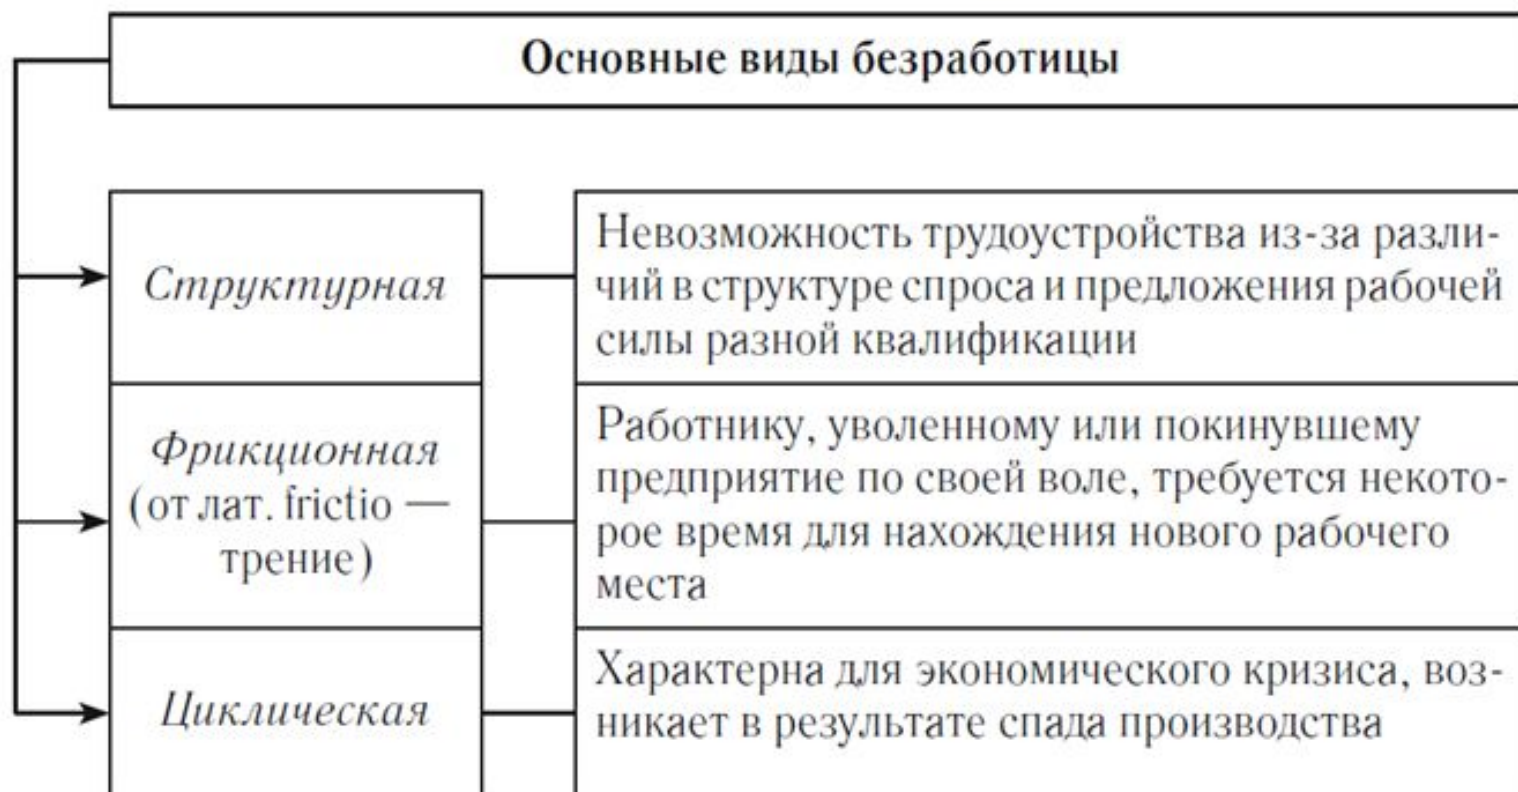 Основные виды безработицы
Структурная
Невозможность трудоустройства из-за разли-
чий в структуре спроса и предложения рабочей
силы разной квалификации
Фрикционная
(от лат. frictio —
трение)
Работнику, уволенному или покинувшему
предприятие по своей воле, требуется некото-
рое время для нахождения нового рабочего
места
Циклическая
Характерна для экономического кризиса, воз-
никает в результате спада производства